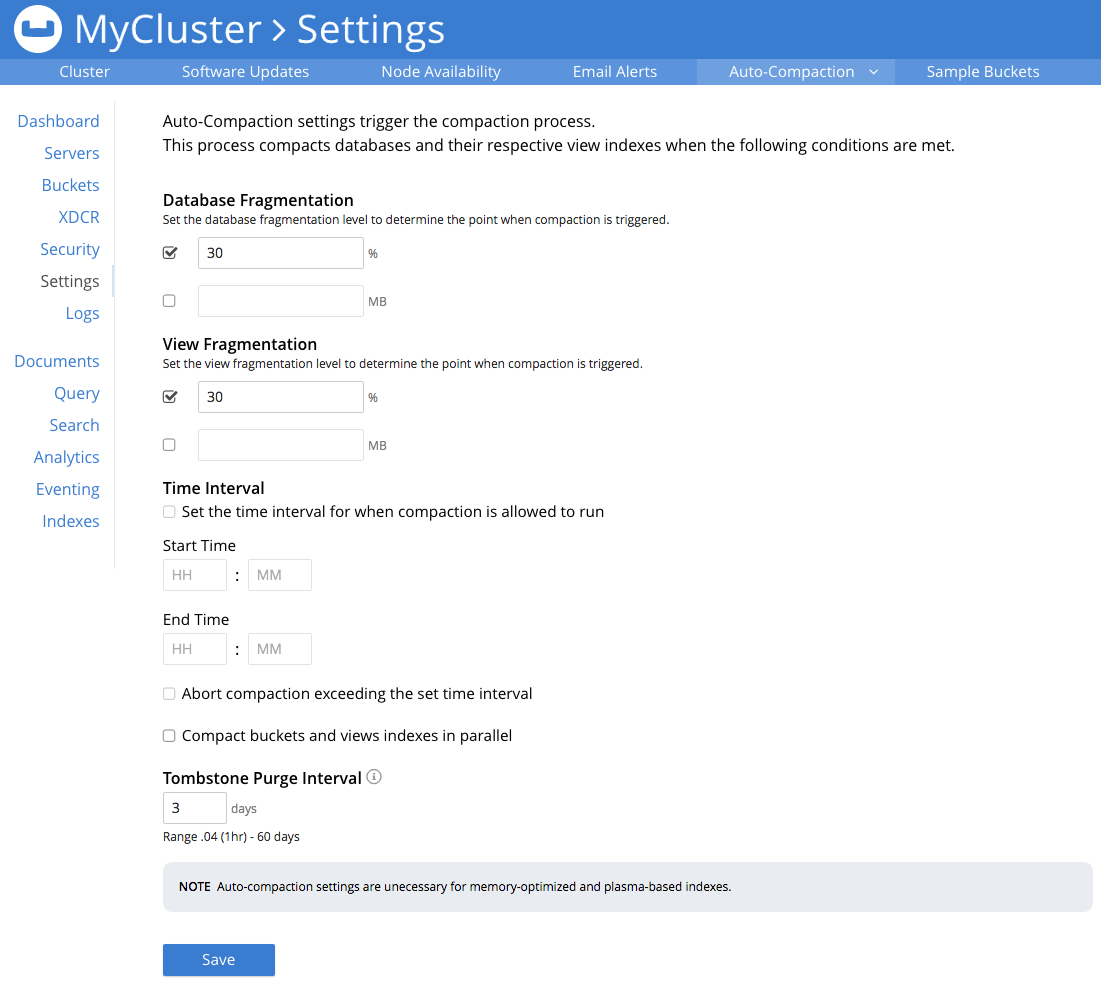 MyCluster > Settings
Cluster Software Updates Node Availability Email Alerts Auto-Compaction Sample Buckets
Dashboard
Servers
Buckets
XDCR
Security
Settings
Logs
Documents
Query
Search
Analytics
Eventing
Indexes
Auto-Compaction settings trigger the compaction process.
This process compacts databases and their respective view indexes when the following conditions are met.
Database Fragmentation
Set the database fragmentation level to determine the point when compaction is triggered.
30 %
MB
View Fragmentation
Set the view fragmentation level to determine the point when compaction is triggered.
30 %
MB
Time Interval
Set the time interval for when compaction is allowed to run
Start Time
HH : MM
End Time
HH : MM
Abort compaction exceeding the set time interval
Compact buckets and views indexes in parallel
Tombstone Purge Interval
3 days
Range .04 (1hr) - 60 days
NOTE Auto-compaction settings are unecessary for memory-optimized and plasma-based indexes.
Save